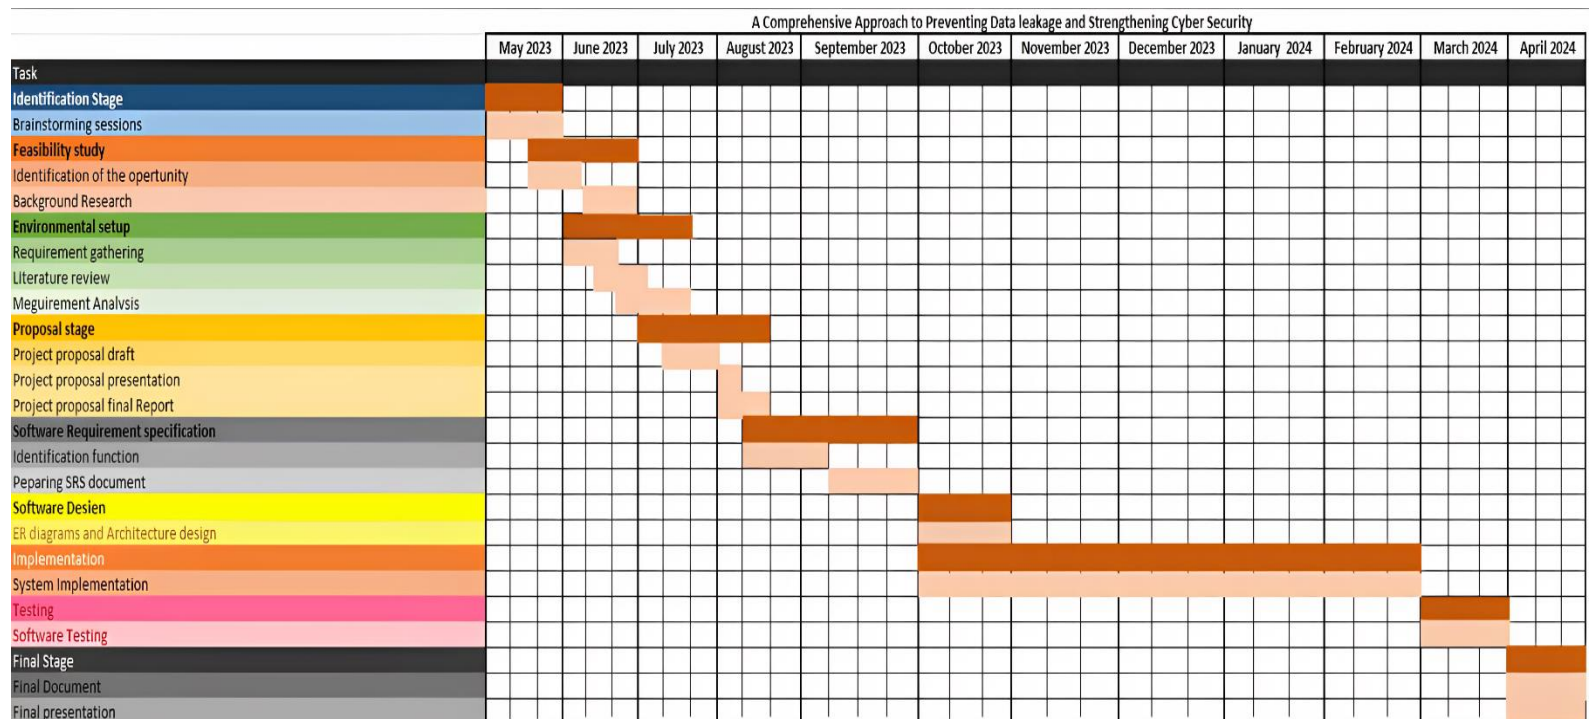 A Comprehensive Approach to Preventing Data leakage and Strengthening Cyber Security
May 2023 June 2023 July 2023 August 2023 September 2023 October 2023 November 2023 December 2023 January 2024 February 2024 March 2024 April 2024
Task
Identification Stage
Brainstorming sessions
Feasibility study
Identification of the opertunity
Background Research
Environmental setup
Requirement gathering
Literature review
Meguirement Analvsis
Proposal stage
Project proposal draft
Project proposal presentation
Project proposal final Report
Software Requirement specification
Identification function
Peparing SRS document
Software Desien
ER diagrams and Architecture design
Implementation
System Implementation
Testing
Software Testing
Final Stage
Final Document
Final presentation